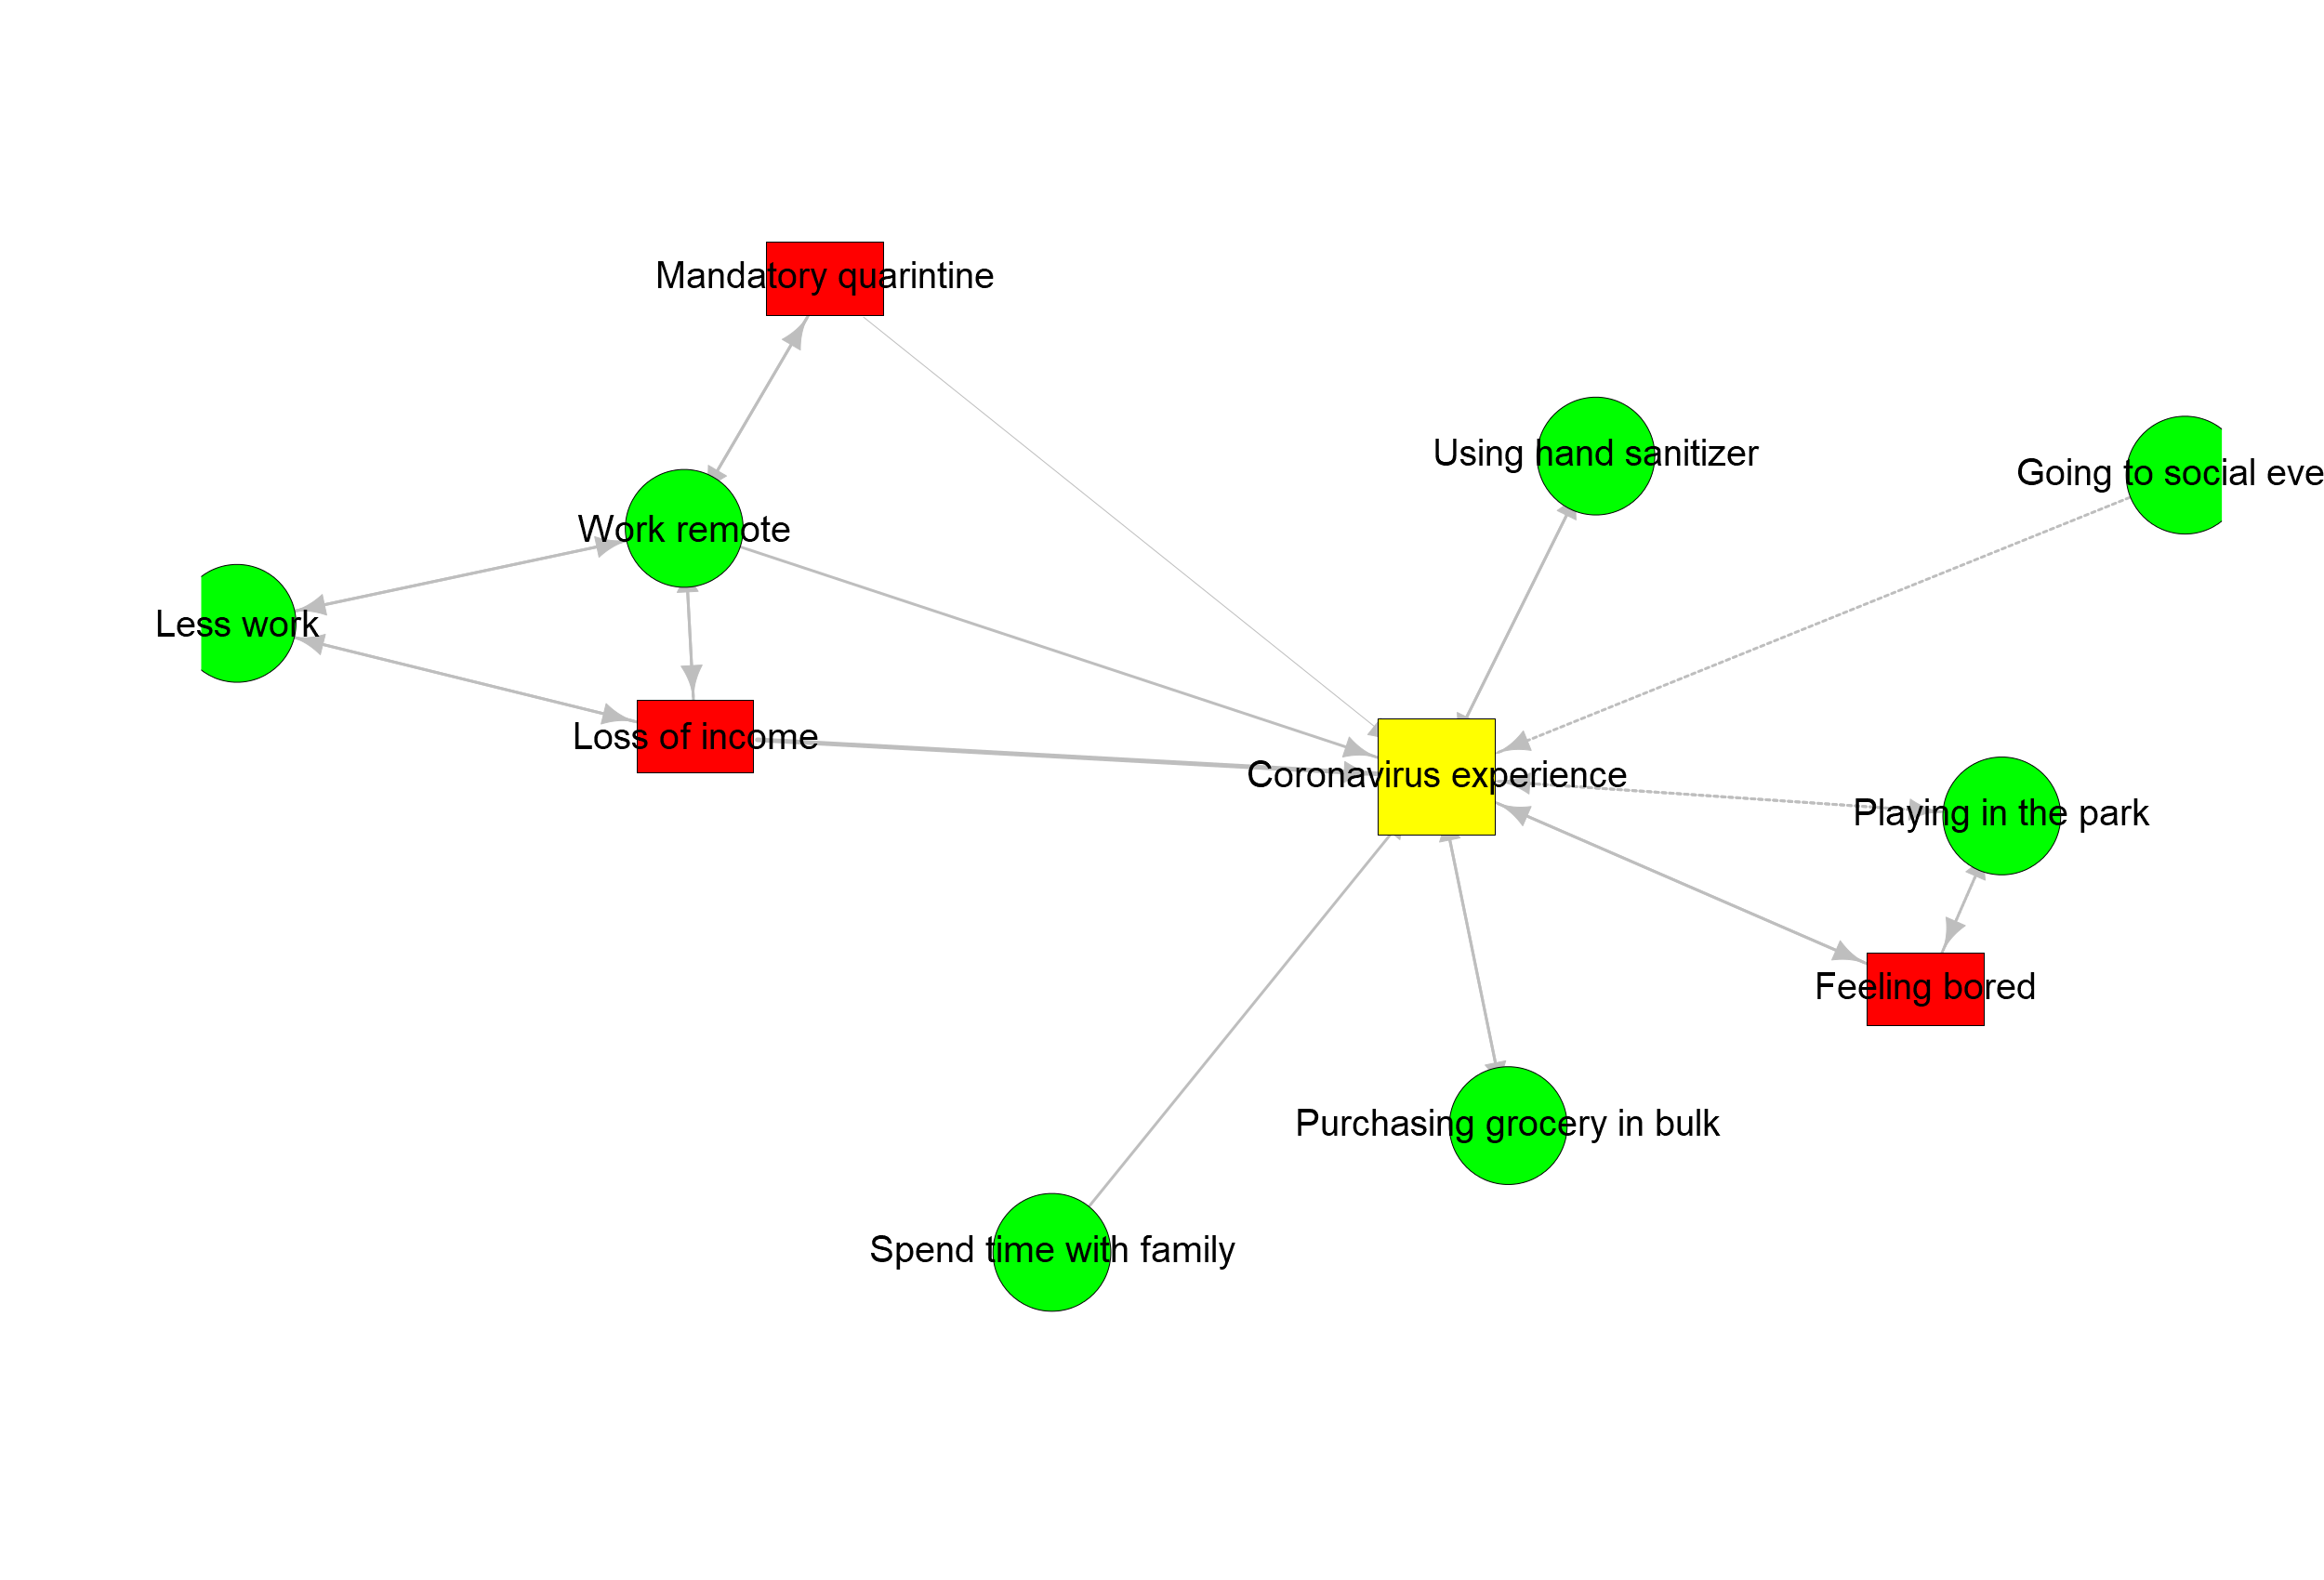 Mandatory quarintine
Using hand sanitizer
Going to social eve
Work remote
Less work
Loss of income
Coronavirus experience
Playing in the park
Feeling bored
Purchasing grocery in bulk
Spend time with family